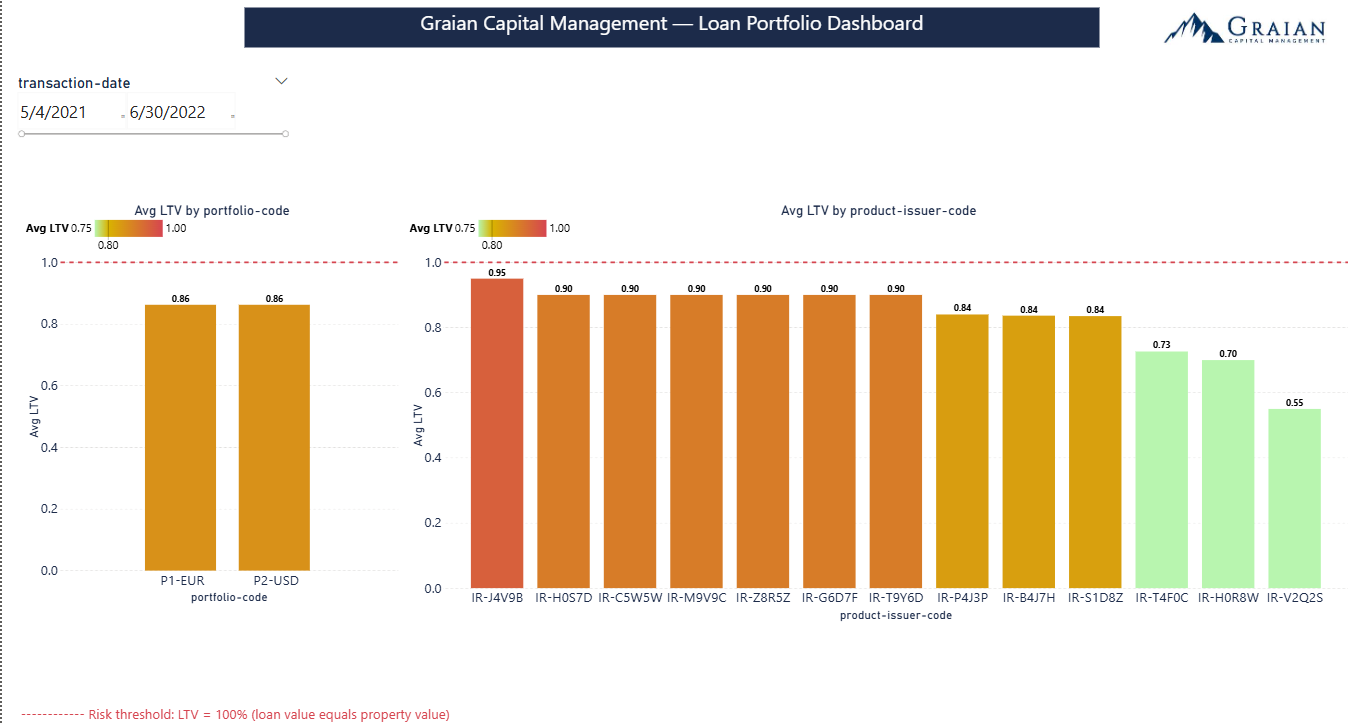 Graian Capital Management — Loan Portfolio Dashboard
GRAIAN
CAPITAL MANAGEMENT
transaction-date
5/4/2021 6/30/2022
Avg LTV by portfolio-code
Avg LTV 0.75 1.00
0.80
1.0
0.8
0.6
0.4
0.2
0.0
Avg LTV
0.86 0.86
P1-EUR P2-USD
portfolio-code
Avg LTV by product-issuer-code
Avg LTV 0.75 1.00
0.80
1.0
0.8
0.6
0.4
0.2
0.0
Avg LTV
0.95 0.90 0.90 0.90 0.90 0.90 0.90 0.84 0.84 0.84 0.73 0.70 0.55
IR-J4V9B IR-H0S7D IR-C5W5W IR-M9V9C IR-Z8R5Z IR-G6D7F IR-T9Y6D IR-P4J3P IR-B4J7H IR-S1D8Z IR-T4F0C IR-H0R8W IR-V2Q2S
product-issuer-code
------------ Risk threshold: LTV = 100% (loan value equals property value)